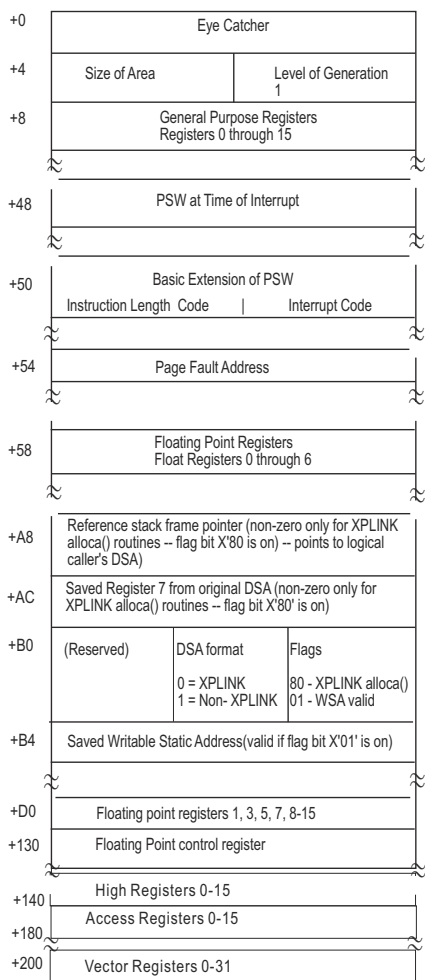 +0 Eye Catcher
+4 Size of Area Level of Generation
1
+8 General Purpose Registers
Registers 0 through 15
+48 PSW at Time of Interrupt
+50 Basic Extension of PSW
Instruction Length Code | Interrupt Code
+54 Page Fault Address
+58 Floating Point Registers
Float Registers 0 through 6
+A8 Reference stack frame pointer (non-zero only for XPLINK
alloca() routines -- flag bit X'80 is on) -- points to logical
caller's DSA)
+AC Saved Register 7 from original DSA (non-zero only for
XPLINK alloca() routines -- flag bit X'80' is on)
+B0 (Reserved) DSA format Flags
0 = XPLINK 80 - XPLINK alloca()
1 = Non- XPLINK 01 - WSA valid
+B4 Saved Writable Static Address(valid if flag bit X'01' is on)
+D0 Floating point registers 1, 3, 5, 7, 8-15
+130 Floating Point control register
+140 High Registers 0-15
+180 Access Registers 0-15
+200 Vector Registers 0-31